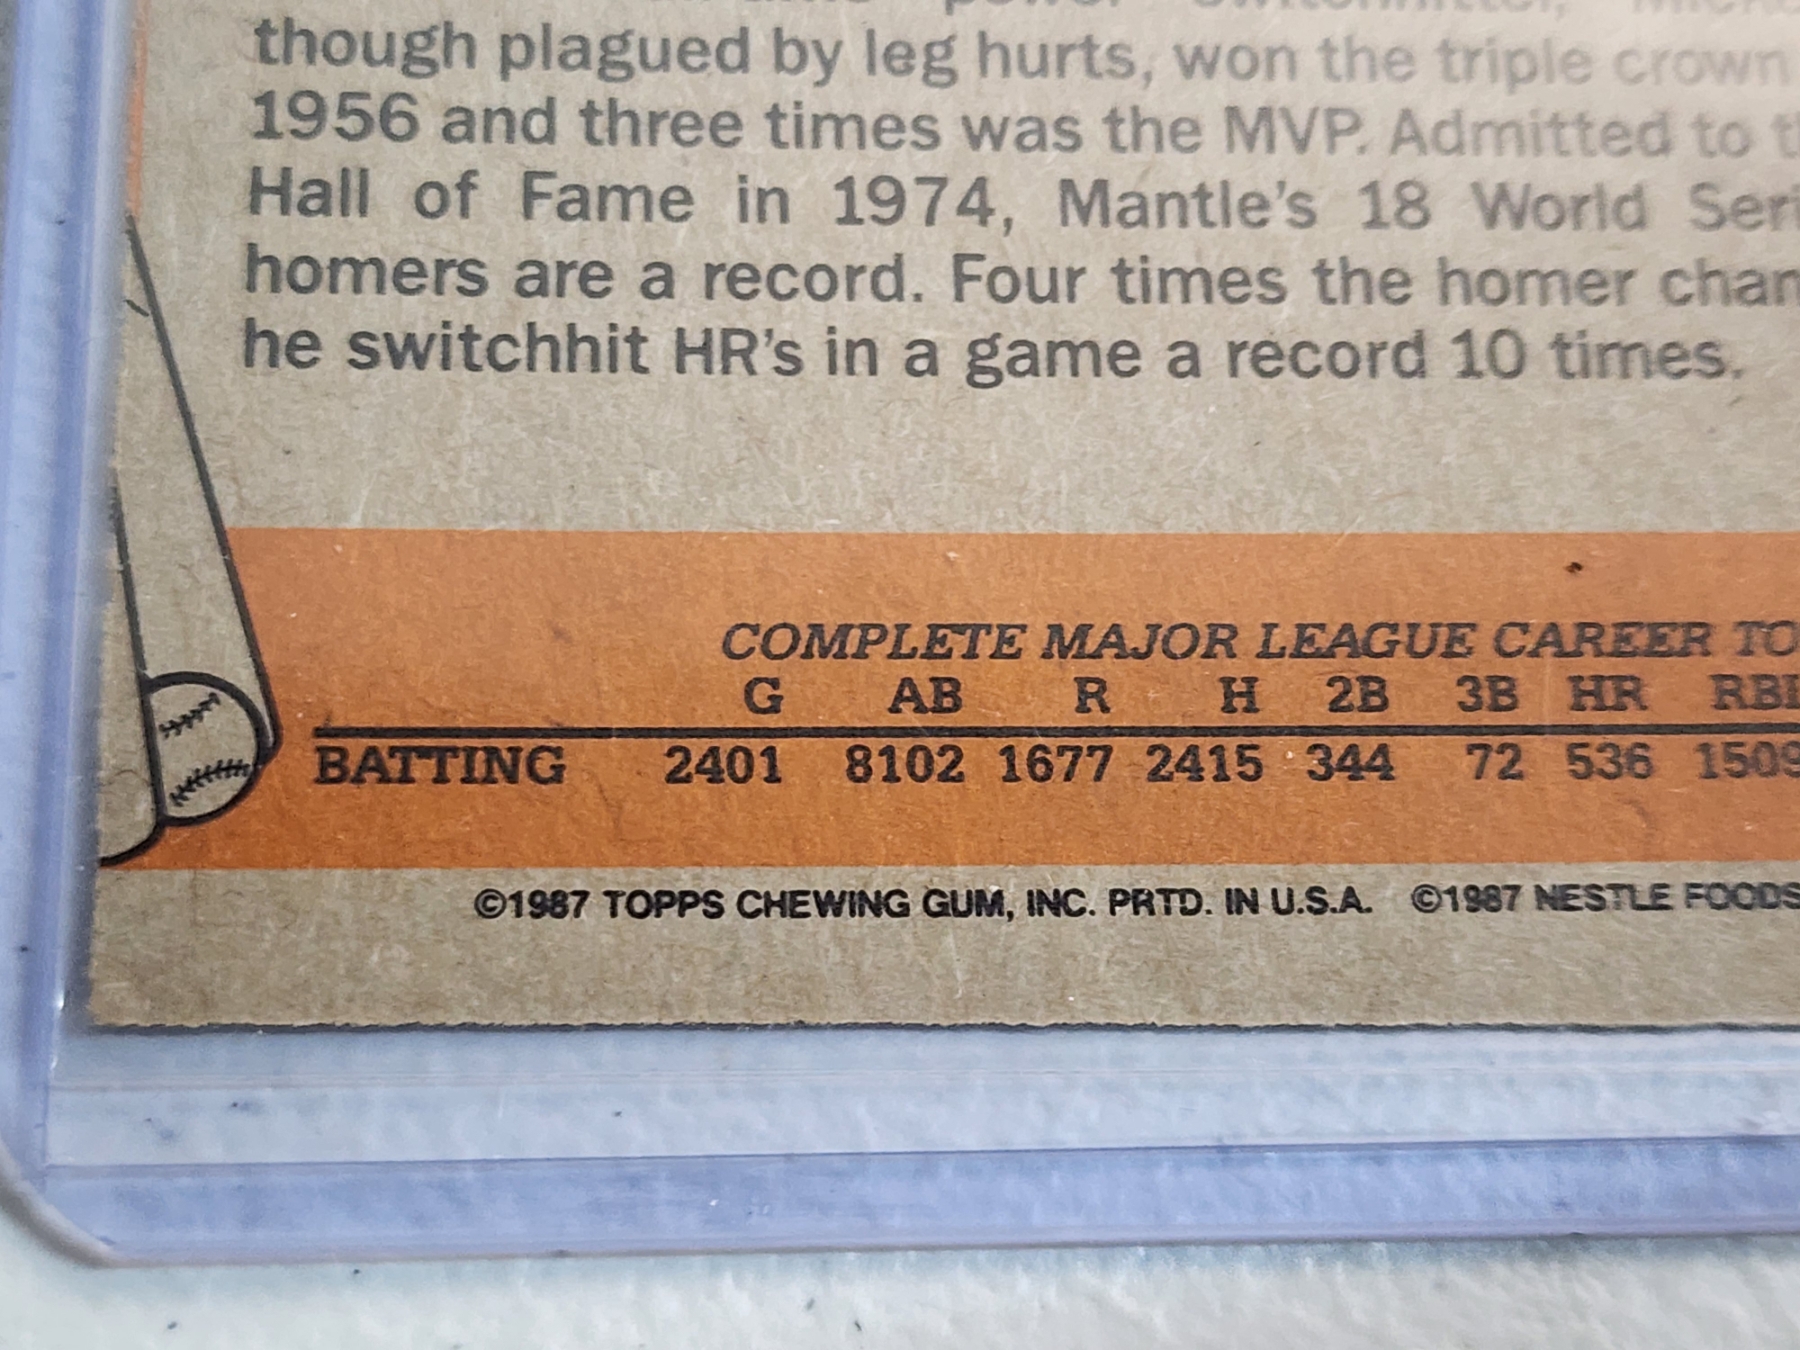 though plagued by leg hurts, won the triple crown
1956 and three times was the MVP. Admitted to
Hall of Fame in 1974, Mantle's 18 World
homers are a record. Four times the homer
he switchhit HR's in a game a record 10 times.
COMPLETE MAJOR LEAGUE CAREER
G AB R H 2B 3B HR RBI
BATTING 2401 8102 1677 2415 344 72 536 1509
©1987 TOPPS CHEWING GUM, INC. PRTD. IN U.S.A. ©1987 NESTLE FOODS